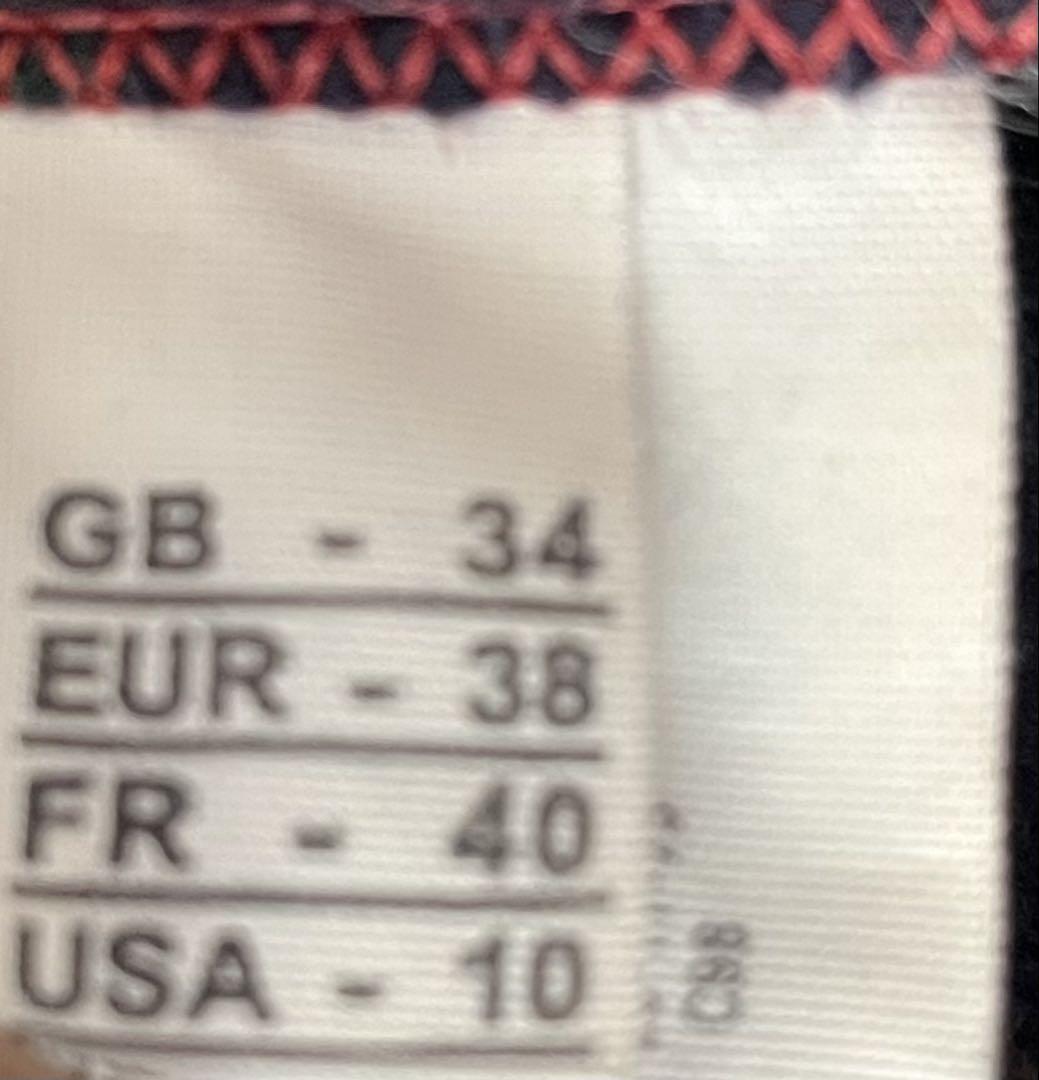 GB - 34
EUR - 38
FR - 40
USA - 10